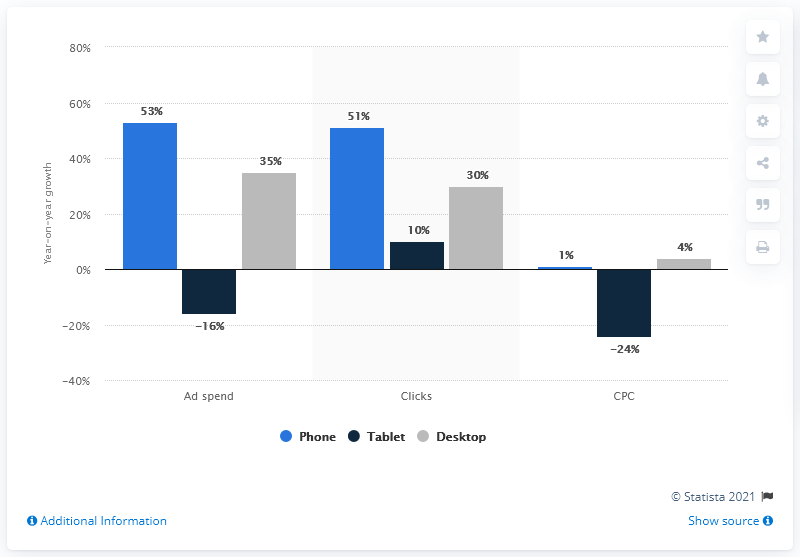 80%
60%
40%
20%
0%
−20%
−40%
Year-on-year growth
53%
−16%
35%
51%
10%
30%
1%
−24%
4%
Ad spend
Clicks
CPC
Phone
Tablet
Desktop
© Statista 2021
Additional Information
Show source